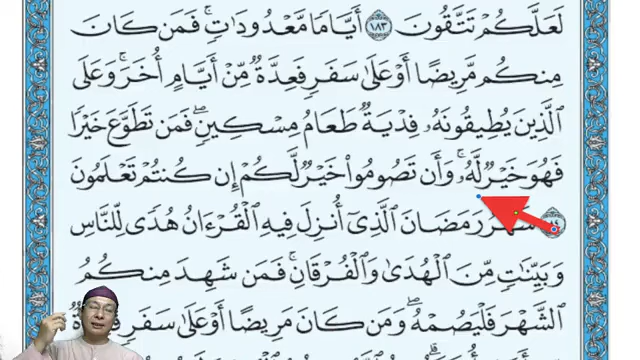 لَعَلَّكُمْ تَتَّقُونَ ١٨٣ أَيَّامًا مَّعْدُودَٰتٍ ۚ فَمَن كَانَ
مِنكُم مَّرِيضًا أَوْ عَلَىٰ سَفَرٍ فَعِدَّةٌ مِّنْ أَيَّامٍ أُخَرَ ۚ وَعَلَى
ٱلَّذِينَ يُطِيقُونَهُۥ فِدْيَةٌ طَعَامُ مِسْكِينٍ ۖ فَمَن تَطَوَّعَ خَيْرًا
فَهُوَ خَيْرٌ لَّهُۥ ۚ وَأَن تَصُومُوا۟ خَيْرٌ لَّكُمْ إِن كُنتُمْ تَعْلَمُونَ
شَهْرُ رَمَضَانَ ٱلَّذِىٓ أُنزِلَ فِيهِ ٱلْقُرْءَانُ هُدًى لِّلنَّاسِ
وَبَيِّنَٰتٍ مِّنَ ٱلْهُدَىٰ وَٱلْفُرْقَانِ ۚ فَمَن شَهِدَ مِنكُمُ
ٱلشَّهْرَ فَلْيَصُمْهُ ۖ وَمَن كَانَ مَرِيضًا أَوْ عَلَىٰ سَفَرٍ فَعِدَّةٌ